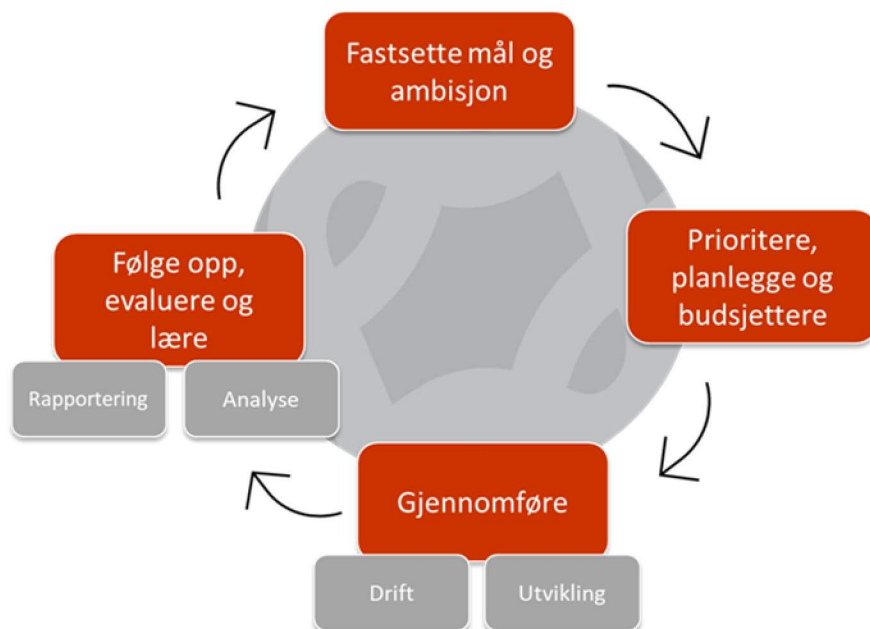 Fastsette mål og
ambisjon
Prioritere,
planlegge og
budsjettere
Følge opp,
evaluere og
lære
Rapportering
Analyse
Gjennomføre
Drift
Utvikling